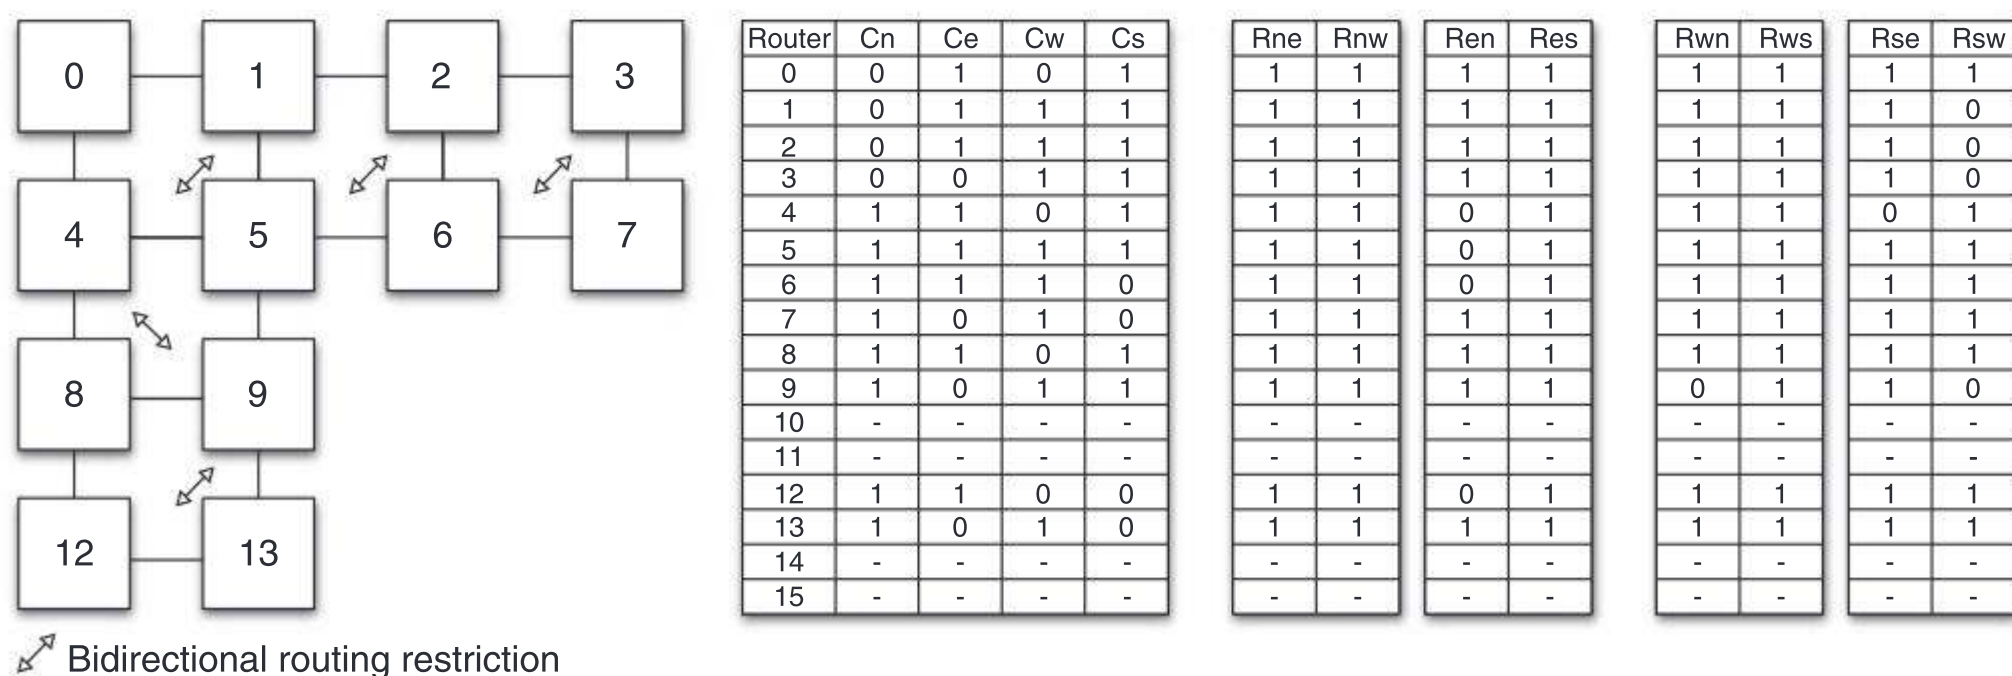 0 1 2 3
4 5 6 7
8 9
12 13
Bidirectional routing restriction
Router Cn Ce Cw Cs Rne Rnw Ren Res Rwn Rws Rse Rsw
0 0 1 0 1 1 1 1 1 1 1 1 1
1 0 1 1 1 1 1 1 1 1 1 1 0
2 0 1 1 1 1 1 1 1 1 1 1 0
3 0 0 1 1 1 1 1 1 1 1 1 0
4 1 1 0 1 1 1 0 1 1 1 0 1
5 1 1 1 1 1 1 0 1 1 1 1 1
6 1 1 1 0 1 1 0 1 1 1 1 1
7 1 0 1 0 1 1 1 1 1 1 1 1
8 1 1 0 1 1 1 1 1 1 1 1 1
9 1 0 1 1 1 1 1 1 0 1 1 0
10 - - - - - - - - - - - -
11 - - - - - - - - - - - -
12 1 1 0 0 1 1 0 1 1 1 1 1
13 1 0 1 0 1 1 1 1 1 1 1 1
14 - - - - - - - - - - - -
15 - - - - - - - - - - - -